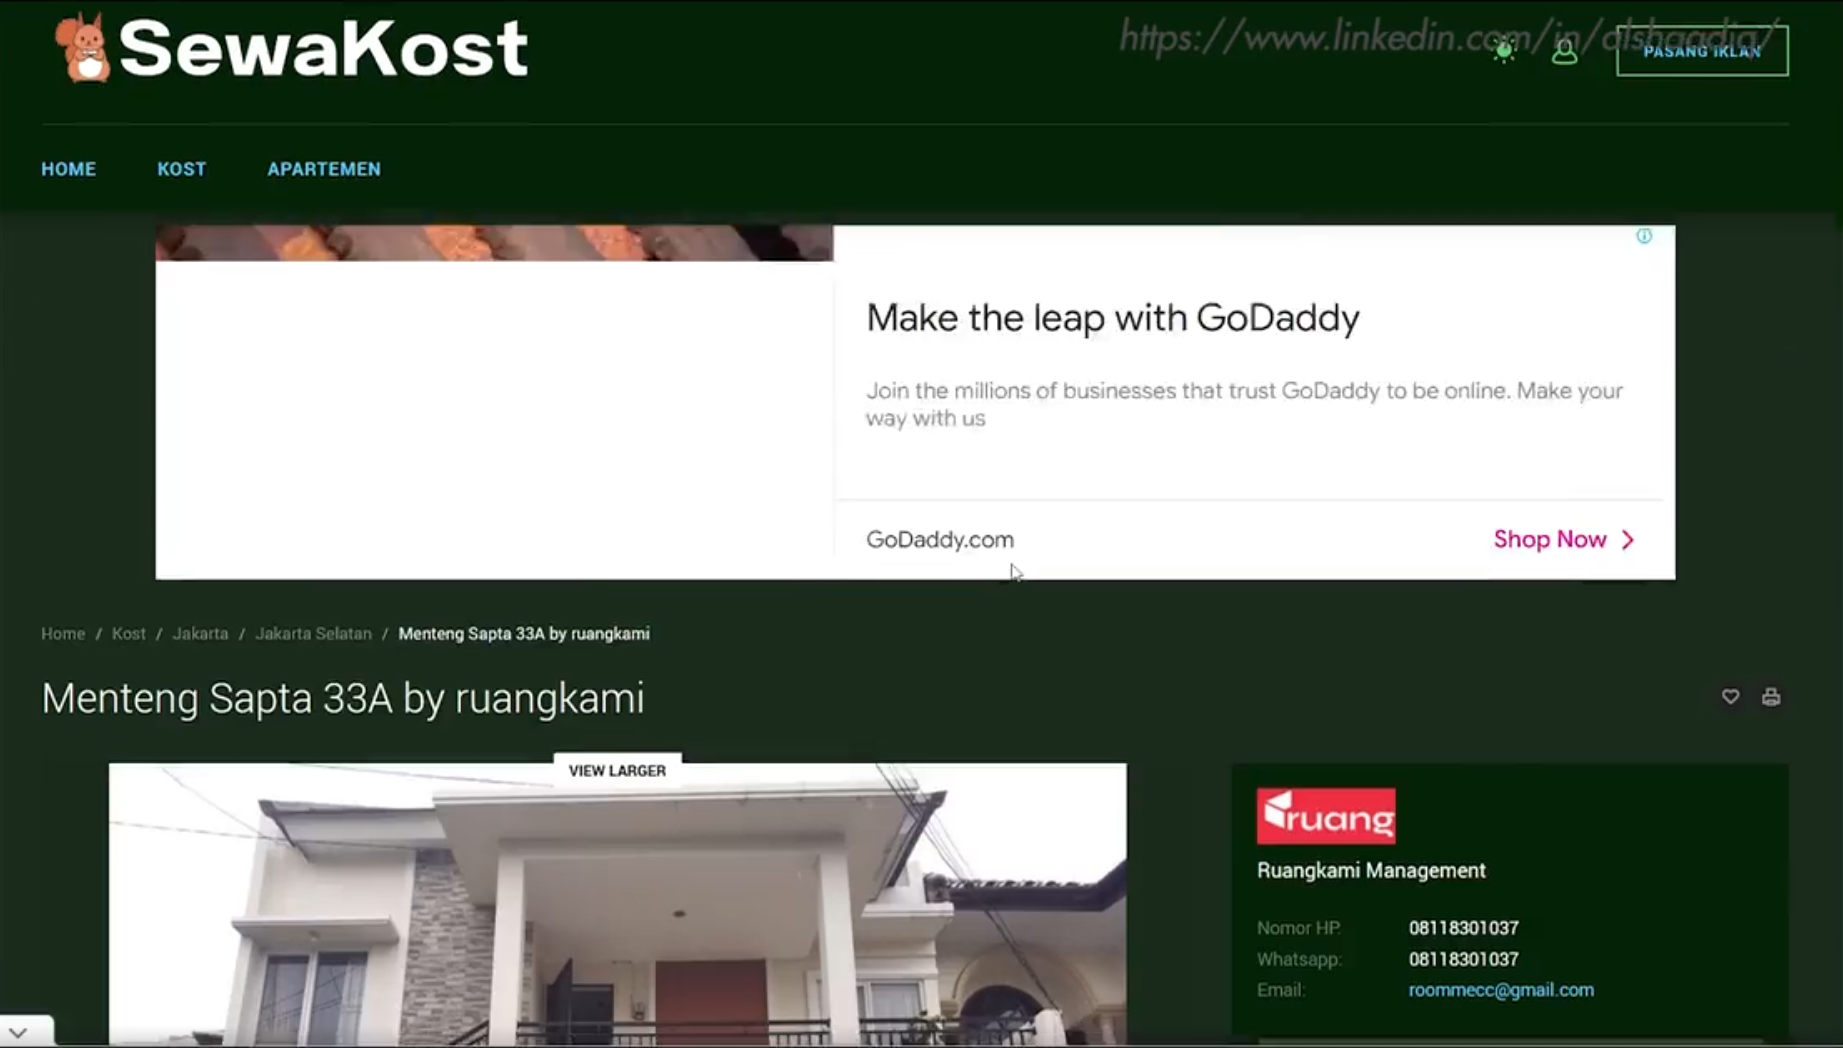 SewaKost
https://www.linkedin.com/in/alshaadia/
PASANG IKLAN
HOME
KOST
APARTEMEN
Make the leap with GoDaddy
Join the millions of businesses that trust GoDaddy to be online. Make your
way with us
GoDaddy.com
Shop Now
Home / Kost / Jakarta / Jakarta Selatan / Menteng Sapta 33A by ruangkami
Menteng Sapta 33A by ruangkami
VIEW LARGER
ruang
Ruangkami Management
Nomor HP: 08118301037
Whatsapp: 08118301037
Email: roommecc@gmail.com